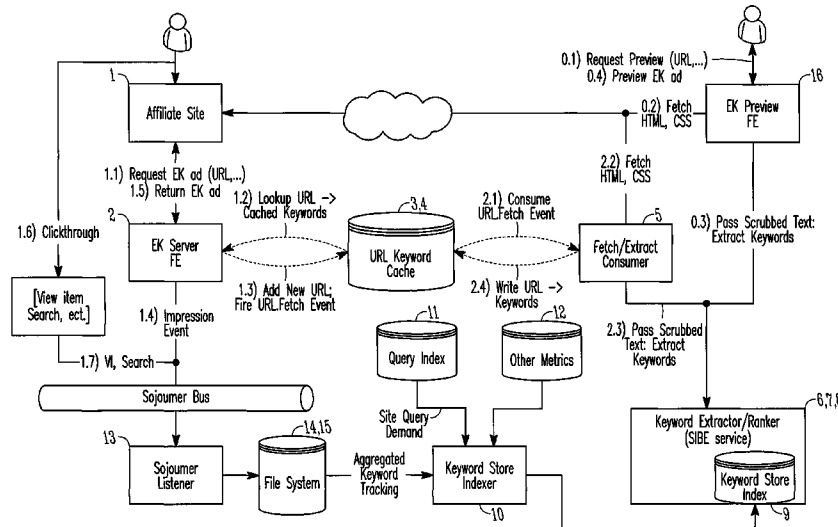 0.1) Request Preview (URL,...)
0.4) Preview EK ad
1
16
Affiliate Site
0.2) Fetch
HTML, CSS
EK Preview
FE
1.1) Request EK ad (URL,...)
1.5) Return EK ad
2.2) Fetch
HTML, CSS
1.2) Lookup URL ->
Cached Keywords
2.1) Consume
URL.Fetch Event
2
3,4
5
0.3) Pass Scrubbed Text:
Extract Keywords
1.6) Clickthrough
EK Server
FE
URL Keyword
Cache
Fetch/Extract
Consumer
1.3) Add New URL;
Fire URL.Fetch Event
2.4) Write URL ->
Keywords
[View item
Search, ect.]
1.4) Impression
Event
11
12
2.3) Pass Scrubbed
Text: Extract
Keywords
Query Index
Other Metrics
1.7) VI, Search
Sojourner Bus
Site Query
Demand
6,7,8
13
14,15
Keyword Extractor/Ranker
(SIBE service)
Sojourner
Listener
File System
Aggregated
Keyword
Tracking
Keyword Store
Indexer
Keyword Store
Index
10
9